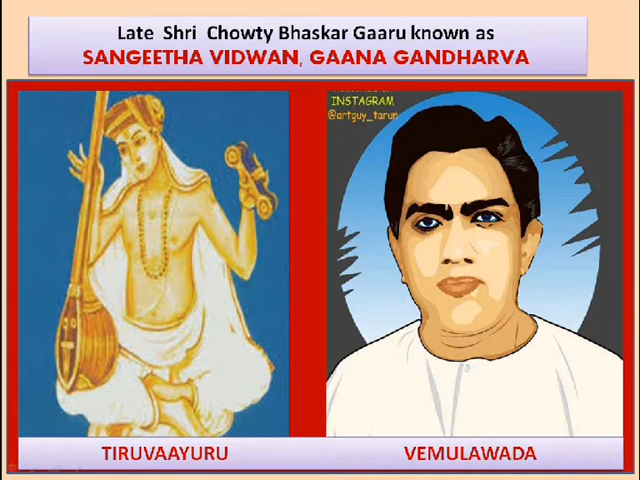 Late Shri Chowty Bhaskar Gaaru known as
SANGEETHA VIDWAN, GAANA GANDHARVA
INSTAGRAM
@artguy_tarun
TIRUVAAYURU
VEMULAWADA